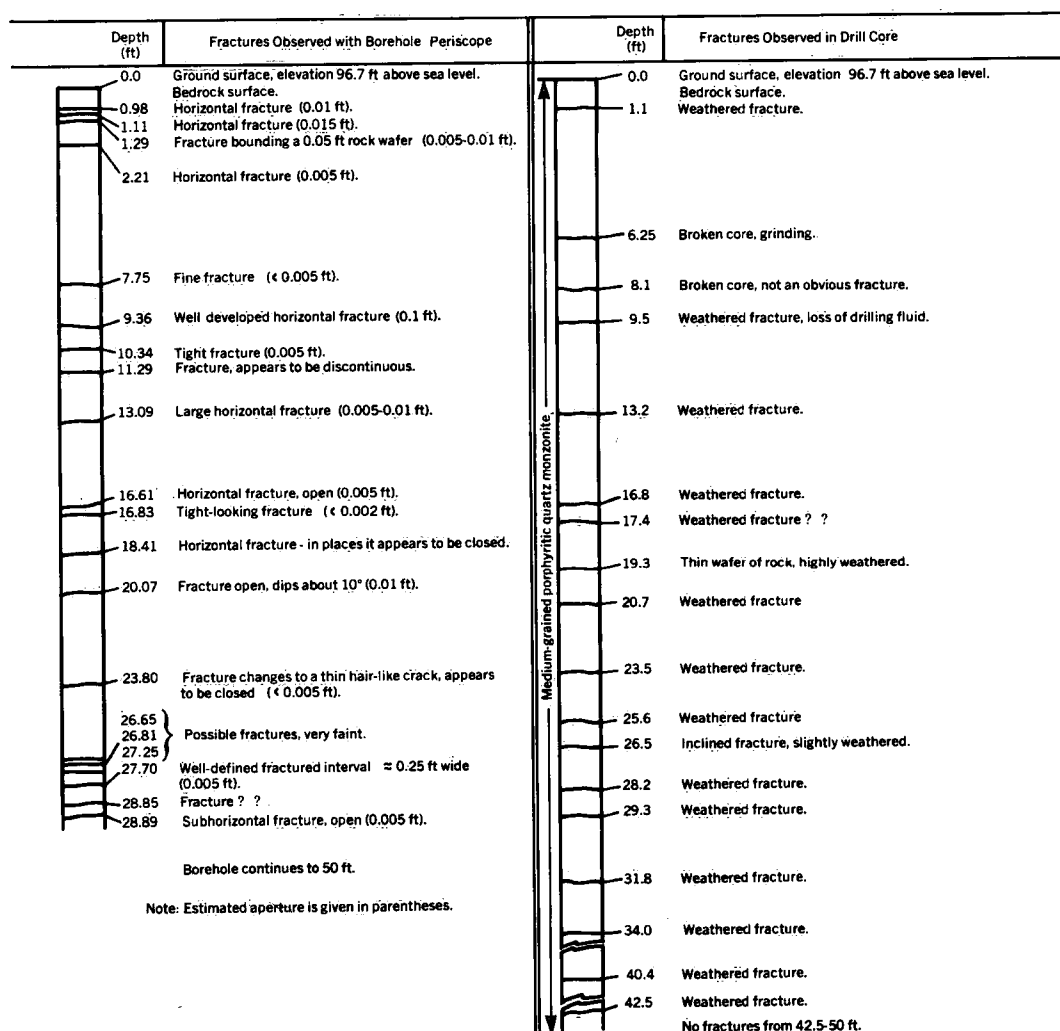 Depth
(ft)
Fractures Observed with Borehole Periscope
0.0 Ground surface, elevation 96.7 ft above sea level.
Bedrock surface.
0.98 Horizontal fracture (0.01 ft).
1.11 Horizontal fracture (0.015 ft).
1.29 Fracture bounding a 0.05 ft rock wafer (0.005-0.01 ft).
2.21 Horizontal fracture (0.005 ft).
7.75 Fine fracture (< 0.005 ft).
9.36 Well developed horizontal fracture (0.1 ft).
10.34 Tight fracture (0.005 ft).
11.29 Fracture, appears to be discontinuous.
13.09 Large horizontal fracture (0.005-0.01 ft).
16.61 Horizontal fracture, open (0.005 ft).
16.83 Tight-looking fracture (< 0.002 ft).
18.41 Horizontal fracture - in places it appears to be closed.
20.07 Fracture open, dips about 10° (0.01 ft).
23.80 Fracture changes to a thin hair-like crack, appears
to be closed (< 0.005 ft).
26.65
26.81 Possible fractures, very faint.
27.25
27.70 Well-defined fractured interval ≈ 0.25 ft wide
(0.005 ft).
28.85 Fracture ? ?
28.89 Subhorizontal fracture, open (0.005 ft).
Borehole continues to 50 ft.
Note: Estimated aperture is given in parentheses.
Depth
(ft)
Fractures Observed in Drill Core
0.0 Ground surface, elevation 96.7 ft above sea level.
Bedrock surface.
1.1 Weathered fracture.
6.25 Broken core, grinding.
8.1 Broken core, not an obvious fracture.
9.5 Weathered fracture, loss of drilling fluid.
13.2 Weathered fracture.
16.8 Weathered fracture.
17.4 Weathered fracture ? ?
19.3 Thin wafer of rock, highly weathered.
20.7 Weathered fracture
23.5 Weathered fracture.
25.6 Weathered fracture
26.5 Inclined fracture, slightly weathered.
28.2 Weathered fracture.
29.3 Weathered fracture.
31.8 Weathered fracture.
34.0 Weathered fracture.
40.4 Weathered fracture.
42.5 Weathered fracture.
No fractures from 42.5-50 ft.
Medium-grained porphyritic quartz monzonite